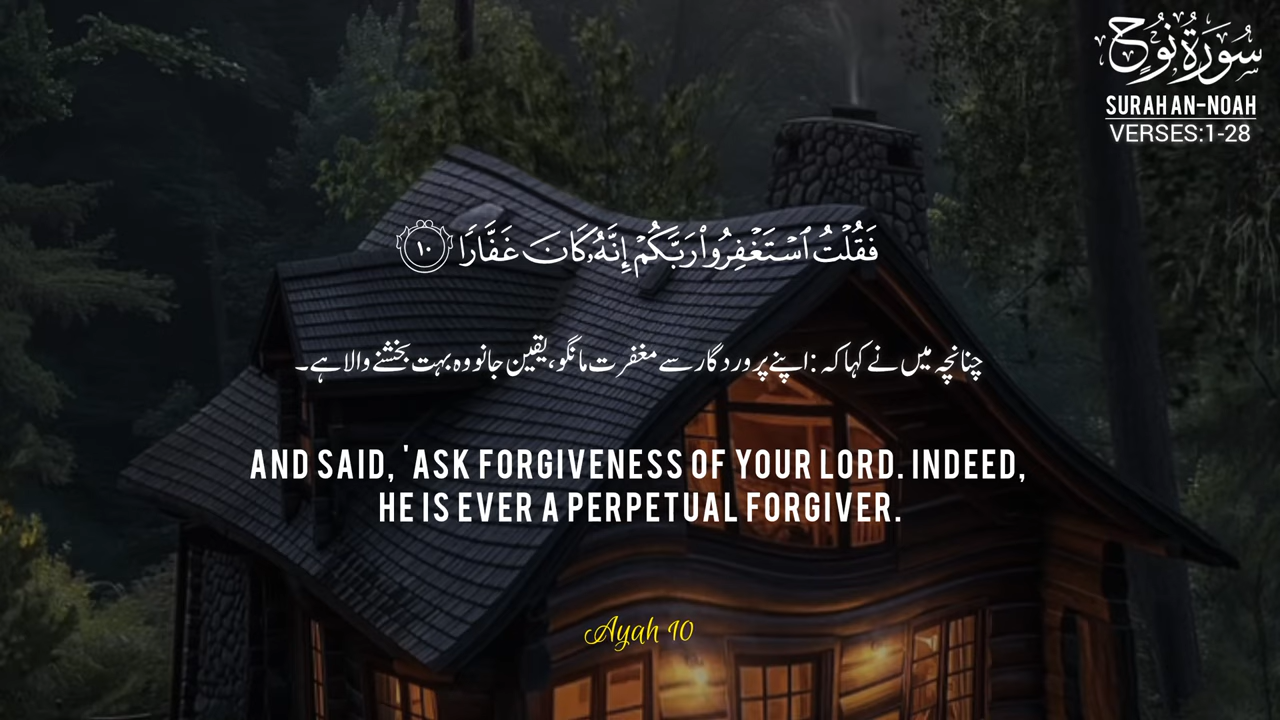 سُورَةُ نُوحٍ
SURAH AN-NOAH
VERSES:1-28
فَقُلْتُ ٱسْتَغْفِرُوا۟ رَبَّكُمْ إِنَّهُۥ كَانَ غَفَّارًا ١٠
چنانچہ میں نے کہا کہ : اپنے پروردگار سے مغفرت مانگو، یقین جانو وہ بہت بخشنے والا ہے۔
AND SAID, 'ASK FORGIVENESS OF YOUR LORD. INDEED,
HE IS EVER A PERPETUAL FORGIVER.
Ayah 10